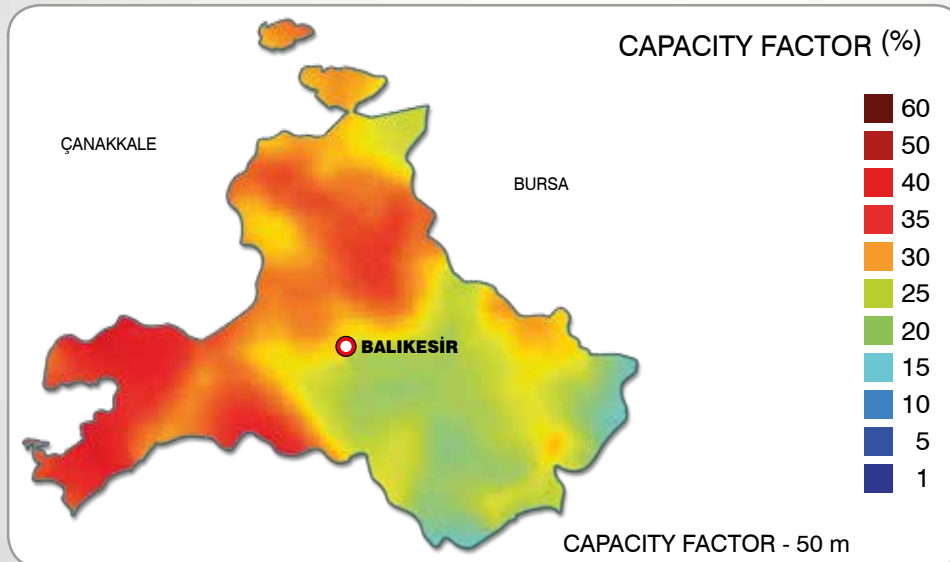 CAPACITY FACTOR (%)
ÇANAKKALE
BURSA
BALIKESİR
60
50
40
35
30
25
20
15
10
5
1
CAPACITY FACTOR - 50 m